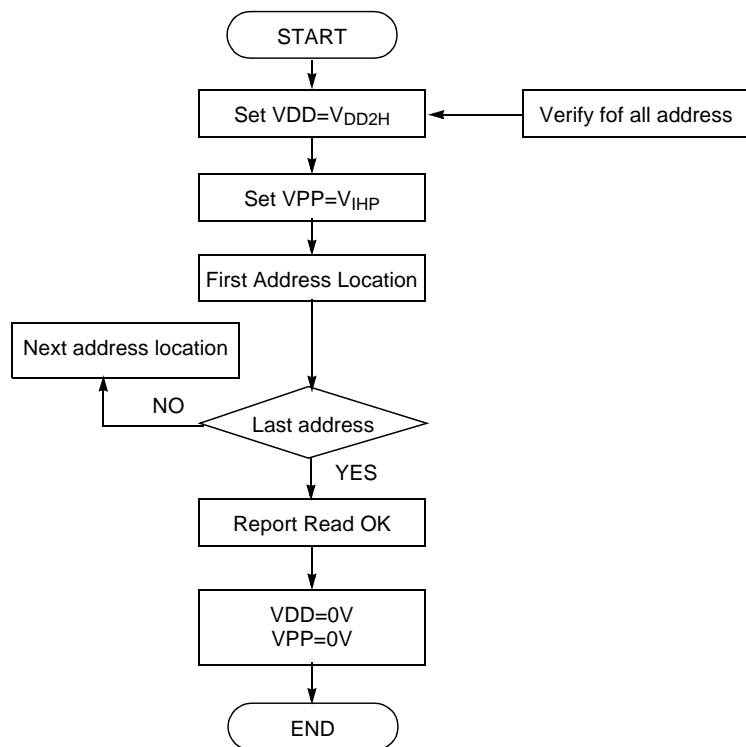 START
Set VDD=VDD2H
Verify fof all address
Set VPP=VIHP
First Address Location
Next address location
NO
Last address
YES
Report Read OK
VDD=0V
VPP=0V
END